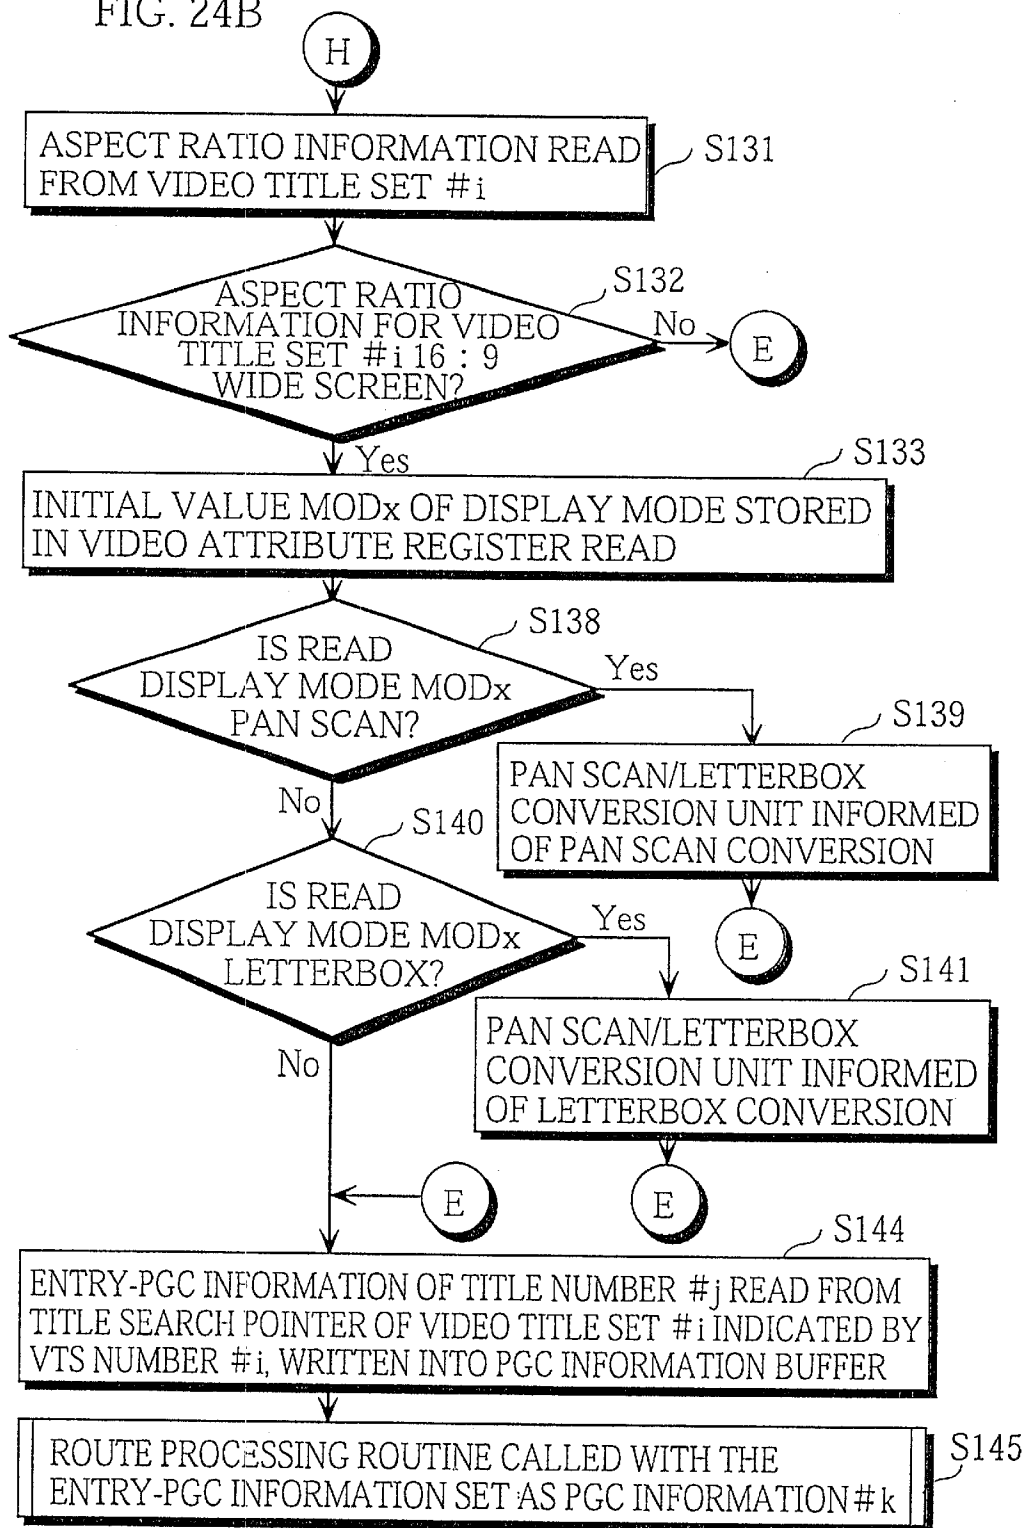 FIG. 24B
H
ASPECT RATIO INFORMATION READ
FROM VIDEO TITLE SET #i
S131
ASPECT RATIO
INFORMATION FOR VIDEO
TITLE SET #i 16 : 9
WIDE SCREEN?
S132
No
E
Yes
S133
INITIAL VALUE MODx OF DISPLAY MODE STORED
IN VIDEO ATTRIBUTE REGISTER READ
S138
IS READ
DISPLAY MODE MODx
PAN SCAN?
Yes
S139
PAN SCAN/LETTERBOX
CONVERSION UNIT INFORMED
OF PAN SCAN CONVERSION
E
No
S140
IS READ
DISPLAY MODE MODx
LETTERBOX?
Yes
S141
PAN SCAN/LETTERBOX
CONVERSION UNIT INFORMED
OF LETTERBOX CONVERSION
E
No
E
S144
ENTRY-PGC INFORMATION OF TITLE NUMBER #j READ FROM
TITLE SEARCH POINTER OF VIDEO TITLE SET #i INDICATED BY
VTS NUMBER #i, WRITTEN INTO PGC INFORMATION BUFFER
ROUTE PROCESSING ROUTINE CALLED WITH THE
ENTRY-PGC INFORMATION SET AS PGC INFORMATION #k
S145